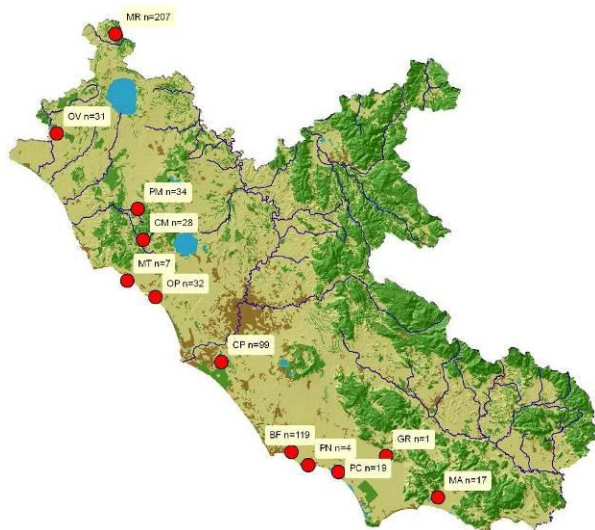 MR n=207
OV n=31
PM n=34
CM n=28
MT n=7
OP n=32
CP n=99
BF n=119
PN n=4
GR n=1
PC n=19
MA n=17